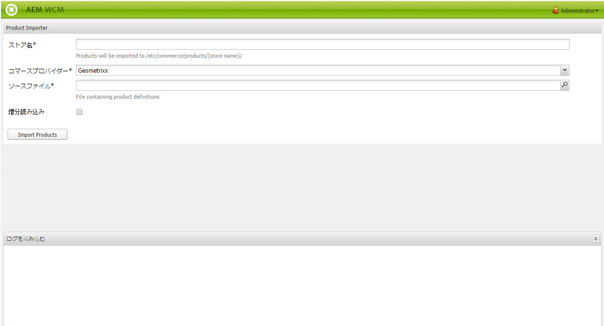 AEM WCM
Administrator
Product Importer
ストア名*
Products will be imported to /etc/commerce/products/{store name}/
コマースプロバイダー*
Geometrixx
ソースファイル*
File containing product definitions
増分読み込み
Import Products
ログを読み込む